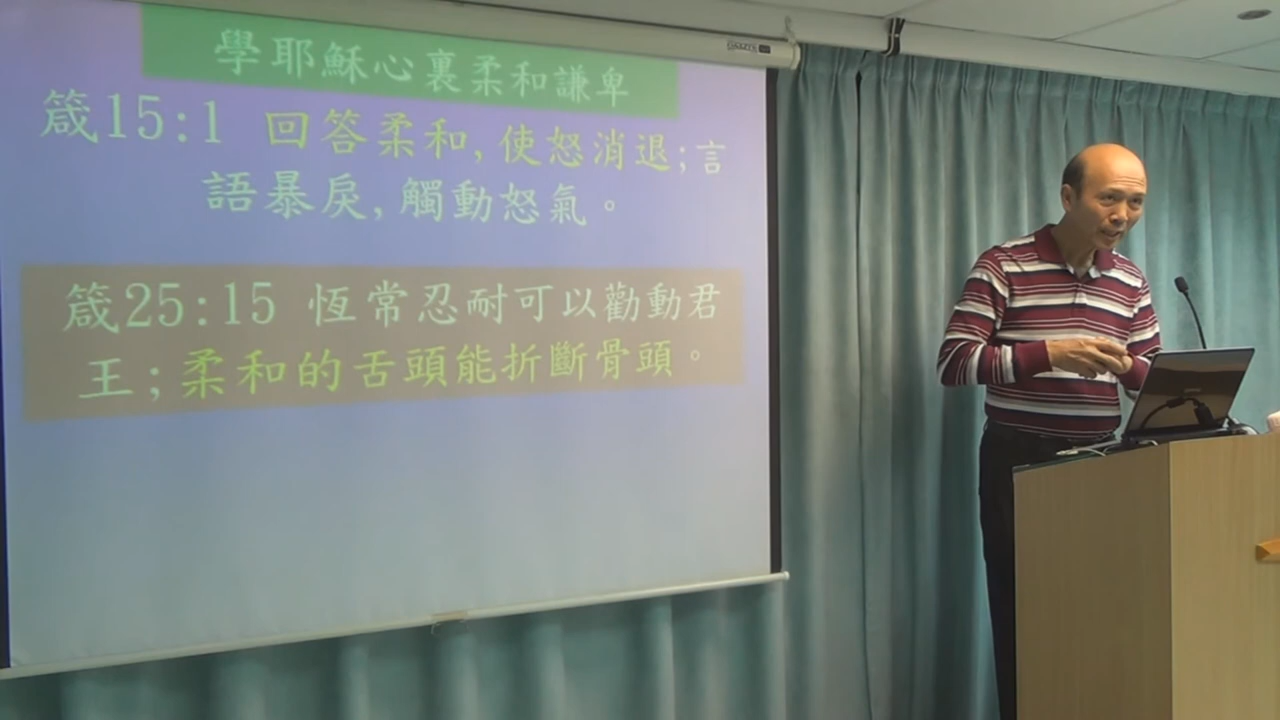 學耶穌心裏柔和謙卑
箴15:1 回答柔和,使怒消退;言
語暴戾,觸動怒氣。
箴25:15 恆常忍耐可以勸動君
王;柔和的舌頭能折斷骨頭。